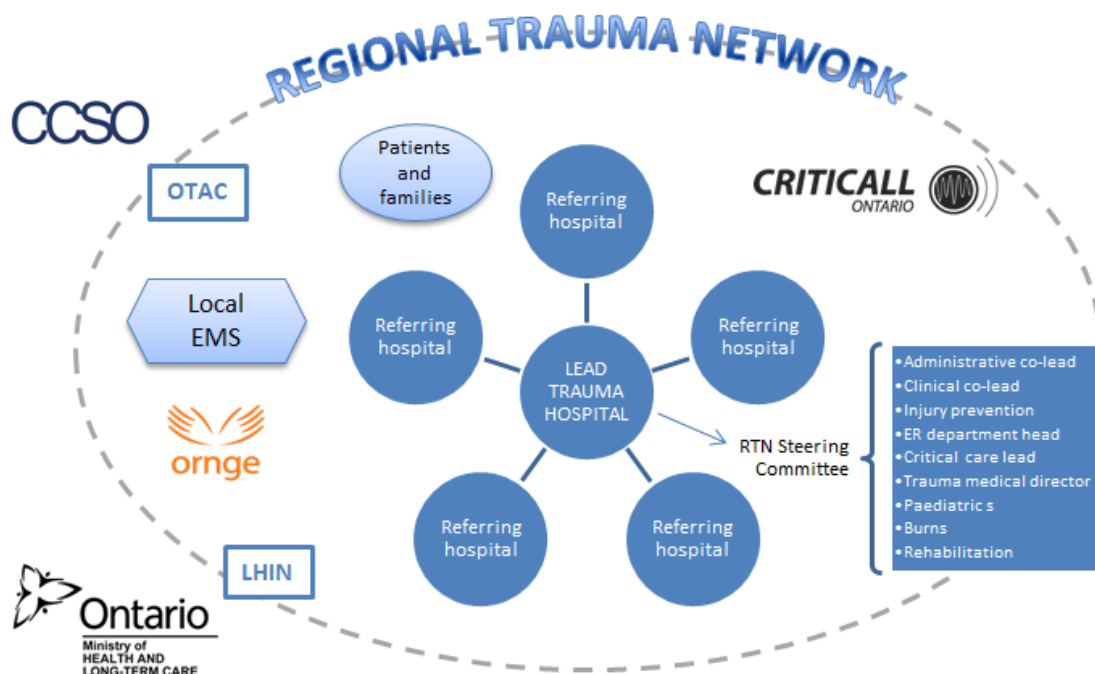 REGIONAL TRAUMA NETWORK
CCSO
OTAC
Patients
and
families
Referring
hospital
CRITICALL
ONTARIO
Local
EMS
Referring
hospital
Referring
hospital
LEAD
TRAUMA
HOSPITAL
RTN Steering
Committee
•Administrative co-lead
•Clinical co-lead
•Injury prevention
•ER department head
•Critical care lead
•Trauma medical director
•Paediatric s
•Burns
•Rehabilitation
ornge
Referring
hospital
Referring
hospital
LHIN
Ontario
Ministry of
HEALTH AND
LONG-TERM CARE